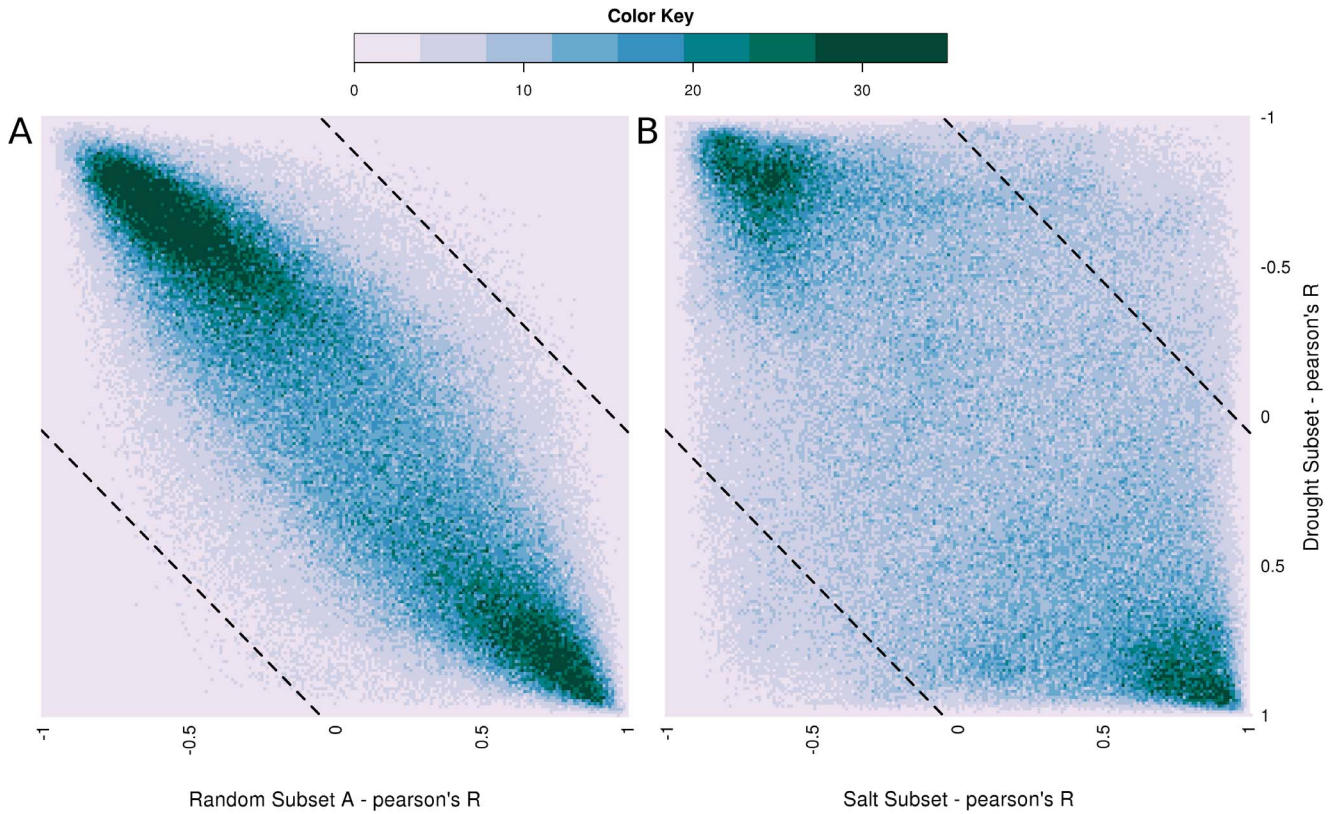 Color Key
0 10 20 30
A B
-1
-0.5
0
0.5
1
Drought Subset - pearson's R
-1 -0.5 0 0.5 1
-1 -0.5 0 0.5 1
Random Subset A - pearson's R
Salt Subset - pearson's R